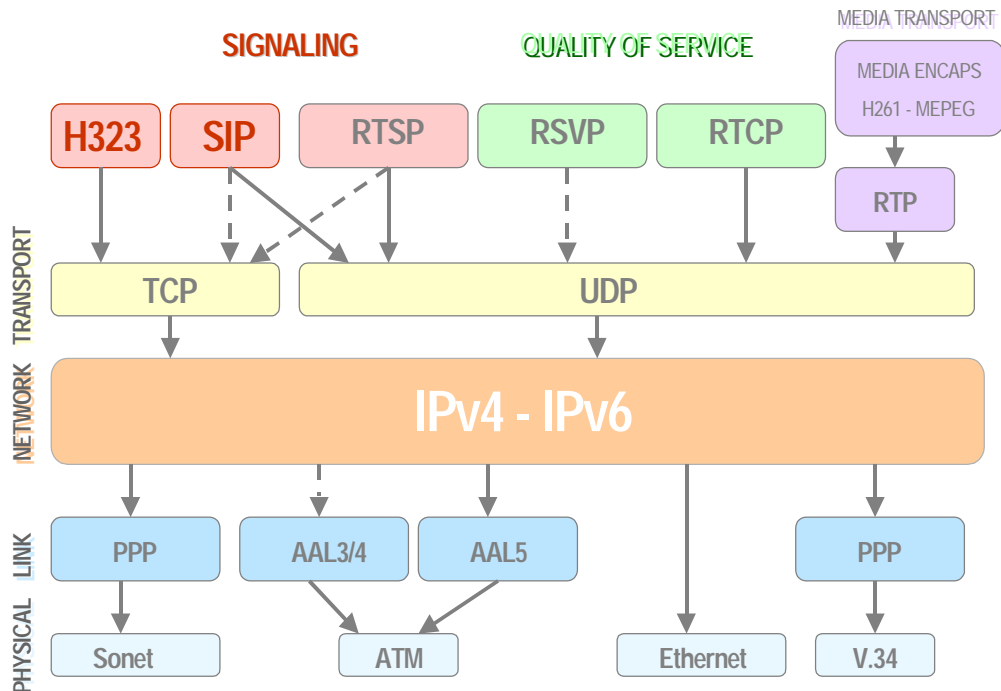 MEDIA TRANSPORT
SIGNALING
QUALITY OF SERVICE
MEDIA ENCAPS
H261 - MEPEG
H323
SIP
RTSP
RSVP
RTCP
RTP
TRANSPORT
TCP
UDP
NETWORK
IPv4 - IPv6
LINK
PPP
AAL3/4
AAL5
PPP
PHYSICAL
Sonet
ATM
Ethernet
V.34